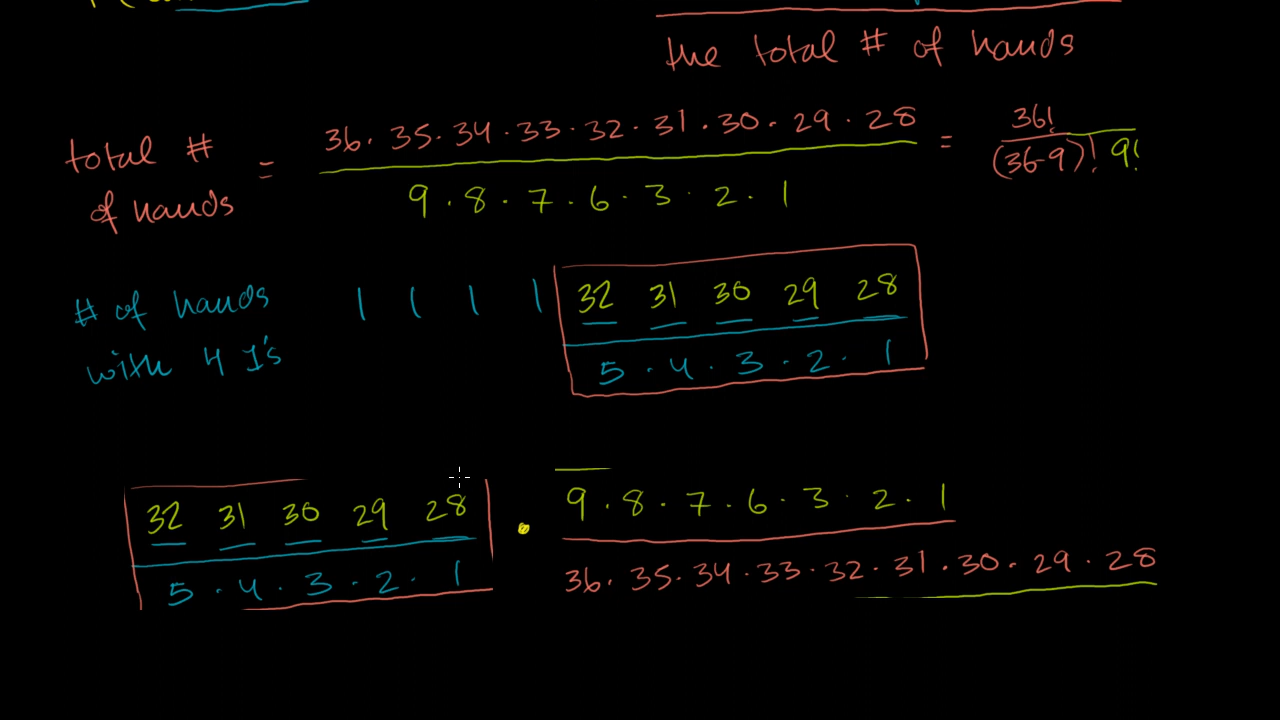 the total # of hands
total # of hands = 36 · 35 · 34 · 33 · 32 · 31 · 30 · 29 · 28 / 9 · 8 · 7 · 6 · 3 · 2 · 1 = 36! / (36-9)! 9!
# of hands with 4 1's 1 1 1 1 32 31 30 29 28 / 5 · 4 · 3 · 2 · 1
32 31 30 29 28 / 5 · 4 · 3 · 2 · 1 · 9 · 8 · 7 · 6 · 3 · 2 · 1 / 36 · 35 · 34 · 33 · 32 · 31 · 30 · 29 · 28